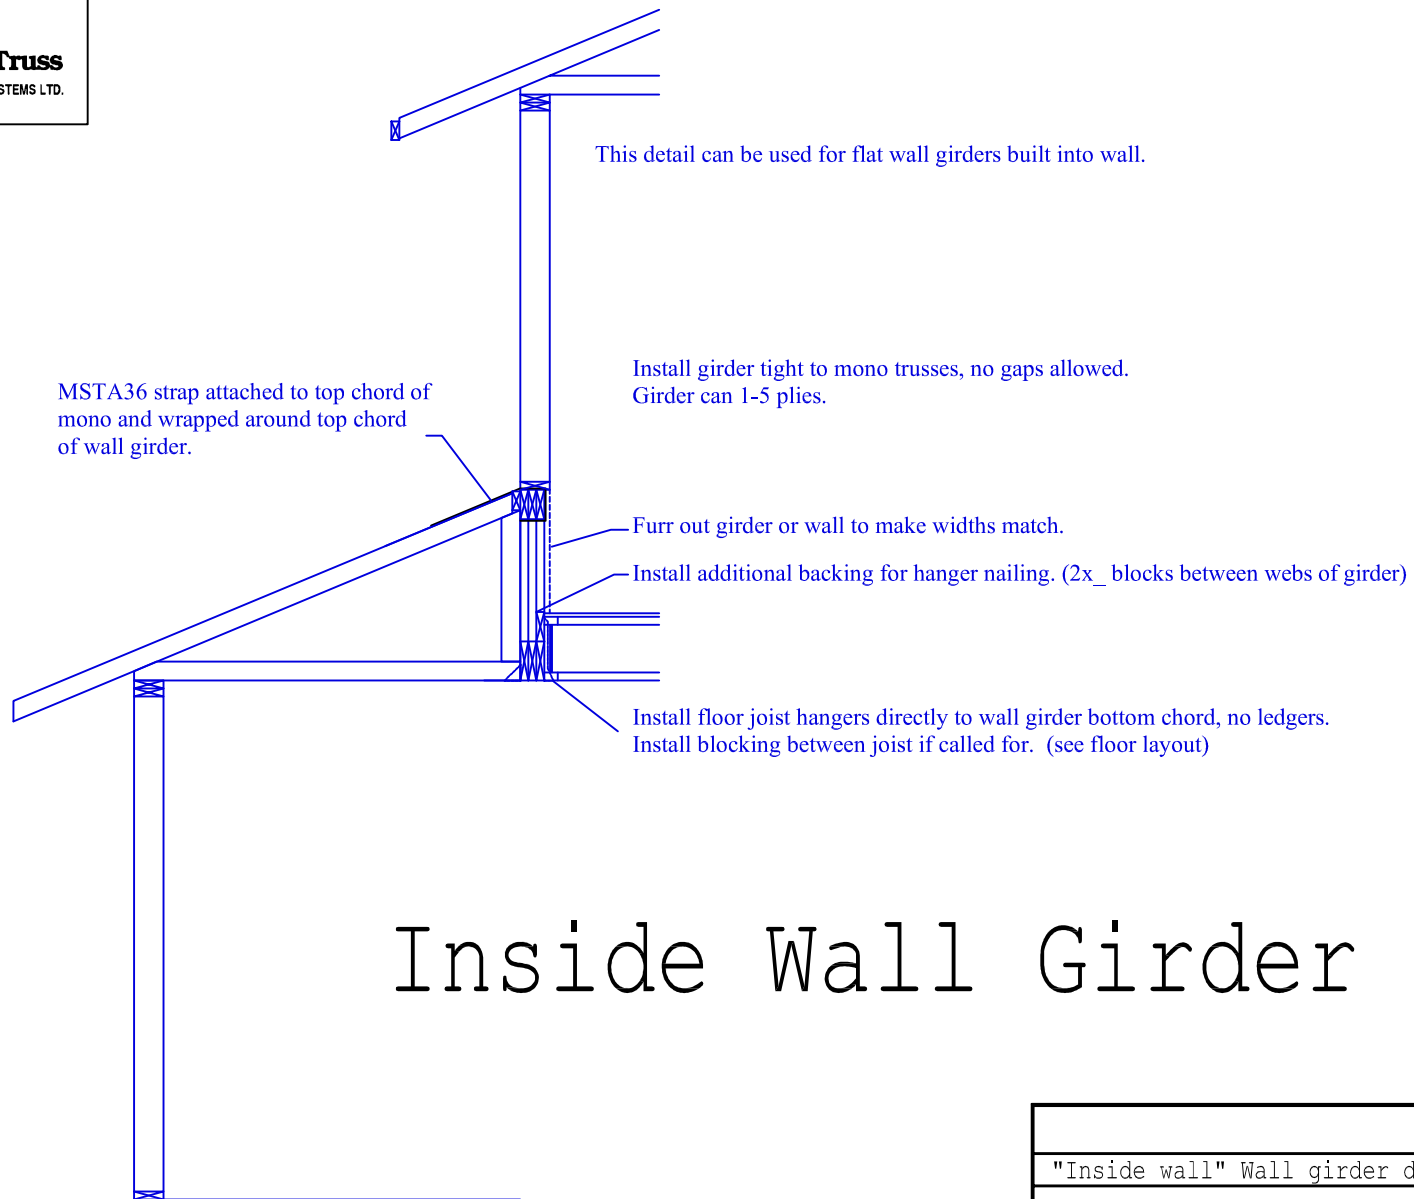 Truss
STEMS LTD.
This detail can be used for flat wall girders built into wall.
MSTA36 strap attached to top chord of
mono and wrapped around top chord
of wall girder.
Install girder tight to mono trusses, no gaps allowed.
Girder can 1-5 plies.
Furr out girder or wall to make widths match.
Install additional backing for hanger nailing. (2x_ blocks between webs of girder)
Install floor joist hangers directly to wall girder bottom chord, no ledgers.
Install blocking between joist if called for.  (see floor layout)
Inside Wall Girder
"Inside wall" Wall girder d